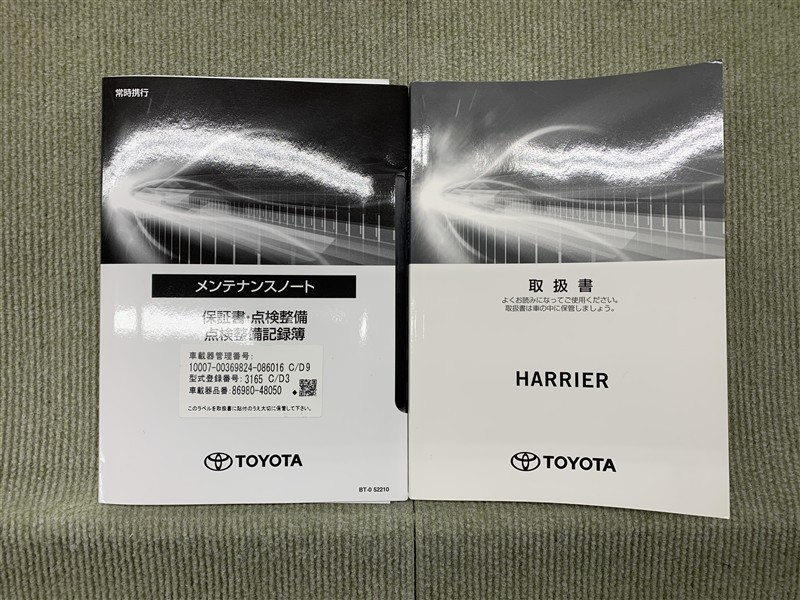 常時携行
メンテナンスノート
保証書・点検整備
点検整備記録簿
車載器管理番号:
10007-00369824-086016 C/D9
型式登録番号:3165 C/D3
車載器品番:86980-48050
このラベルを取扱書に貼付のうえ大切に保管して下さい。
TOYOTA
BT-0 52210
取扱書
よくお読みになってご使用ください。
取扱書は車の中に保管しましょう。
HARRIER
TOYOTA